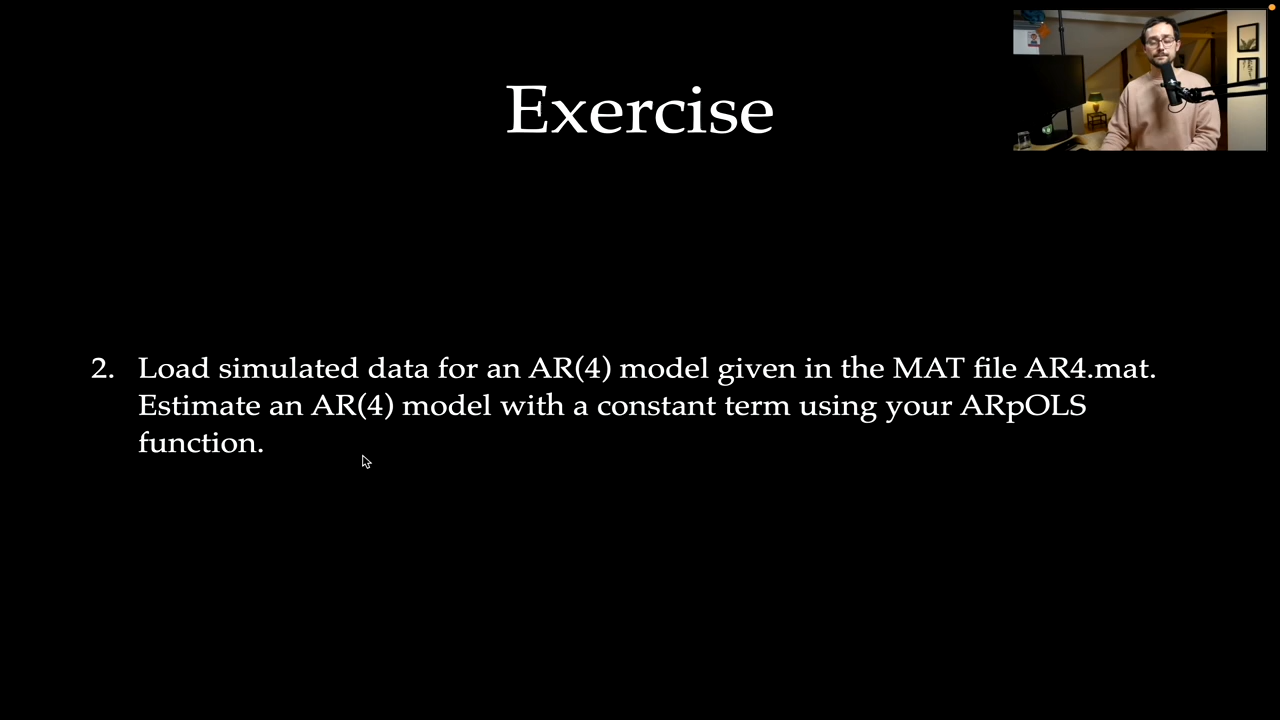 Exercise
2. Load simulated data for an AR(4) model given in the MAT file AR4.mat.
Estimate an AR(4) model with a constant term using your ARpOLS
function.